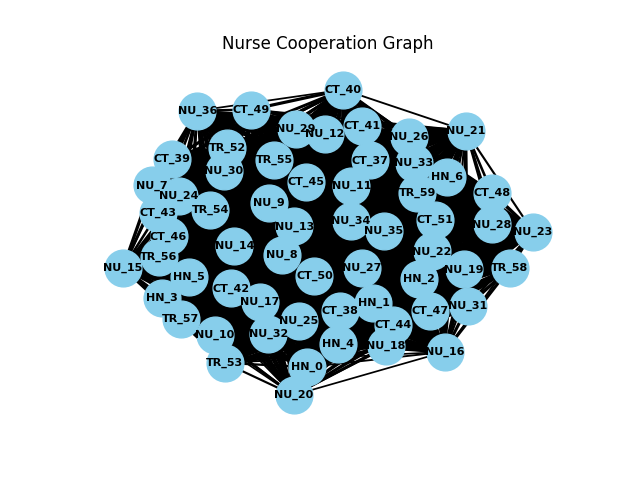 Nurse Cooperation Graph
CT_40
NU_36
CT_49
NU_29
NU_12
CT_41
NU_26
NU_21
TR_52
CT_39
TR_55
CT_37
NU_33
NU_30
HN_6
NU_7
NU_24
CT_45
NU_11
TR_59
CT_48
NU_9
CT_43
TR_54
NU_34
CT_51
NU_28
NU_13
NU_35
NU_23
CT_46
NU_14
NU_8
NU_22
TR_56
NU_15
NU_27
NU_19
TR_58
HN_5
CT_50
HN_2
CT_42
HN_3
NU_17
HN_1
NU_31
CT_38
CT_47
TR_57
NU_25
CT_44
NU_10
NU_32
HN_4
NU_18
NU_16
TR_53
HN_0
NU_20